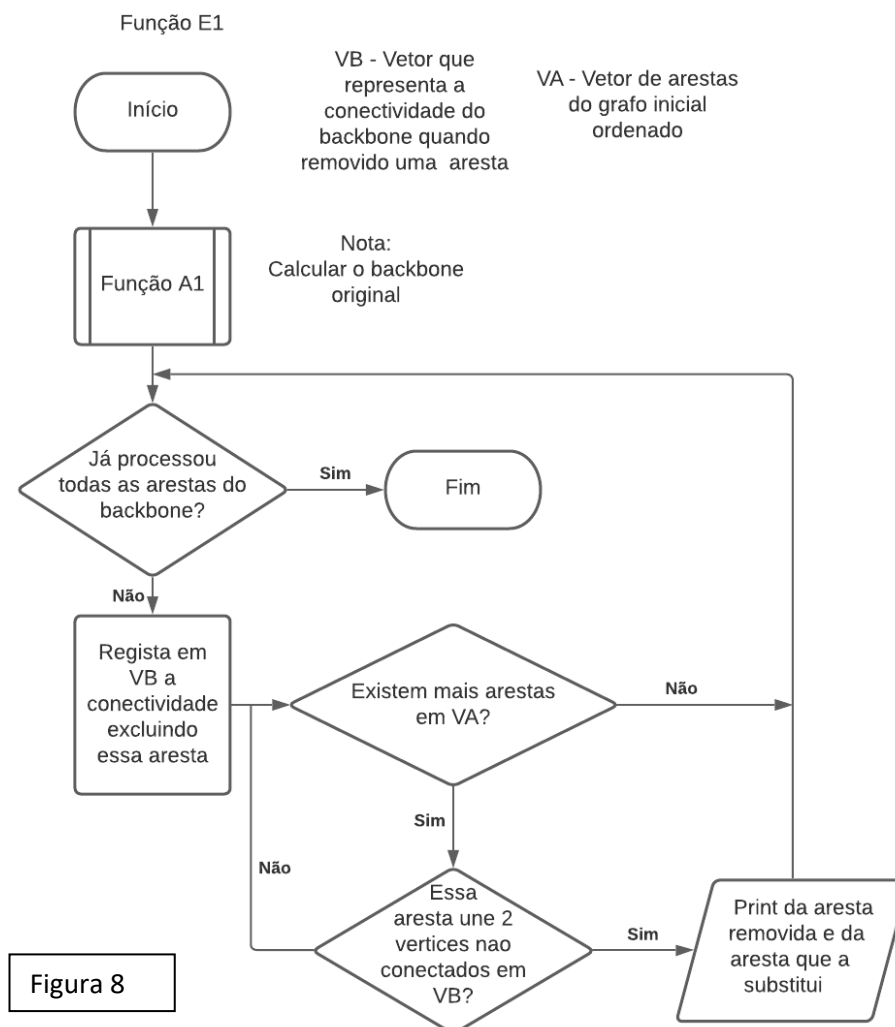 Função E1
VB - Vetor que
representa a
conectividade do
backbone quando
removido uma aresta
VA - Vetor de arestas
do grafo inicial
ordenado
Início
Função A1
Nota:
Calcular o backbone
original
Já processou
todas as arestas do
backbone?
Sim
Fim
Não
Regista em
VB a
conectividade
excluindo
essa aresta
Existem mais arestas
em VA?
Não
Sim
Não
Essa
aresta une 2
vertices nao
conectados em
VB?
Sim
Print da aresta
removida e da
aresta que a
substitui
Figura 8